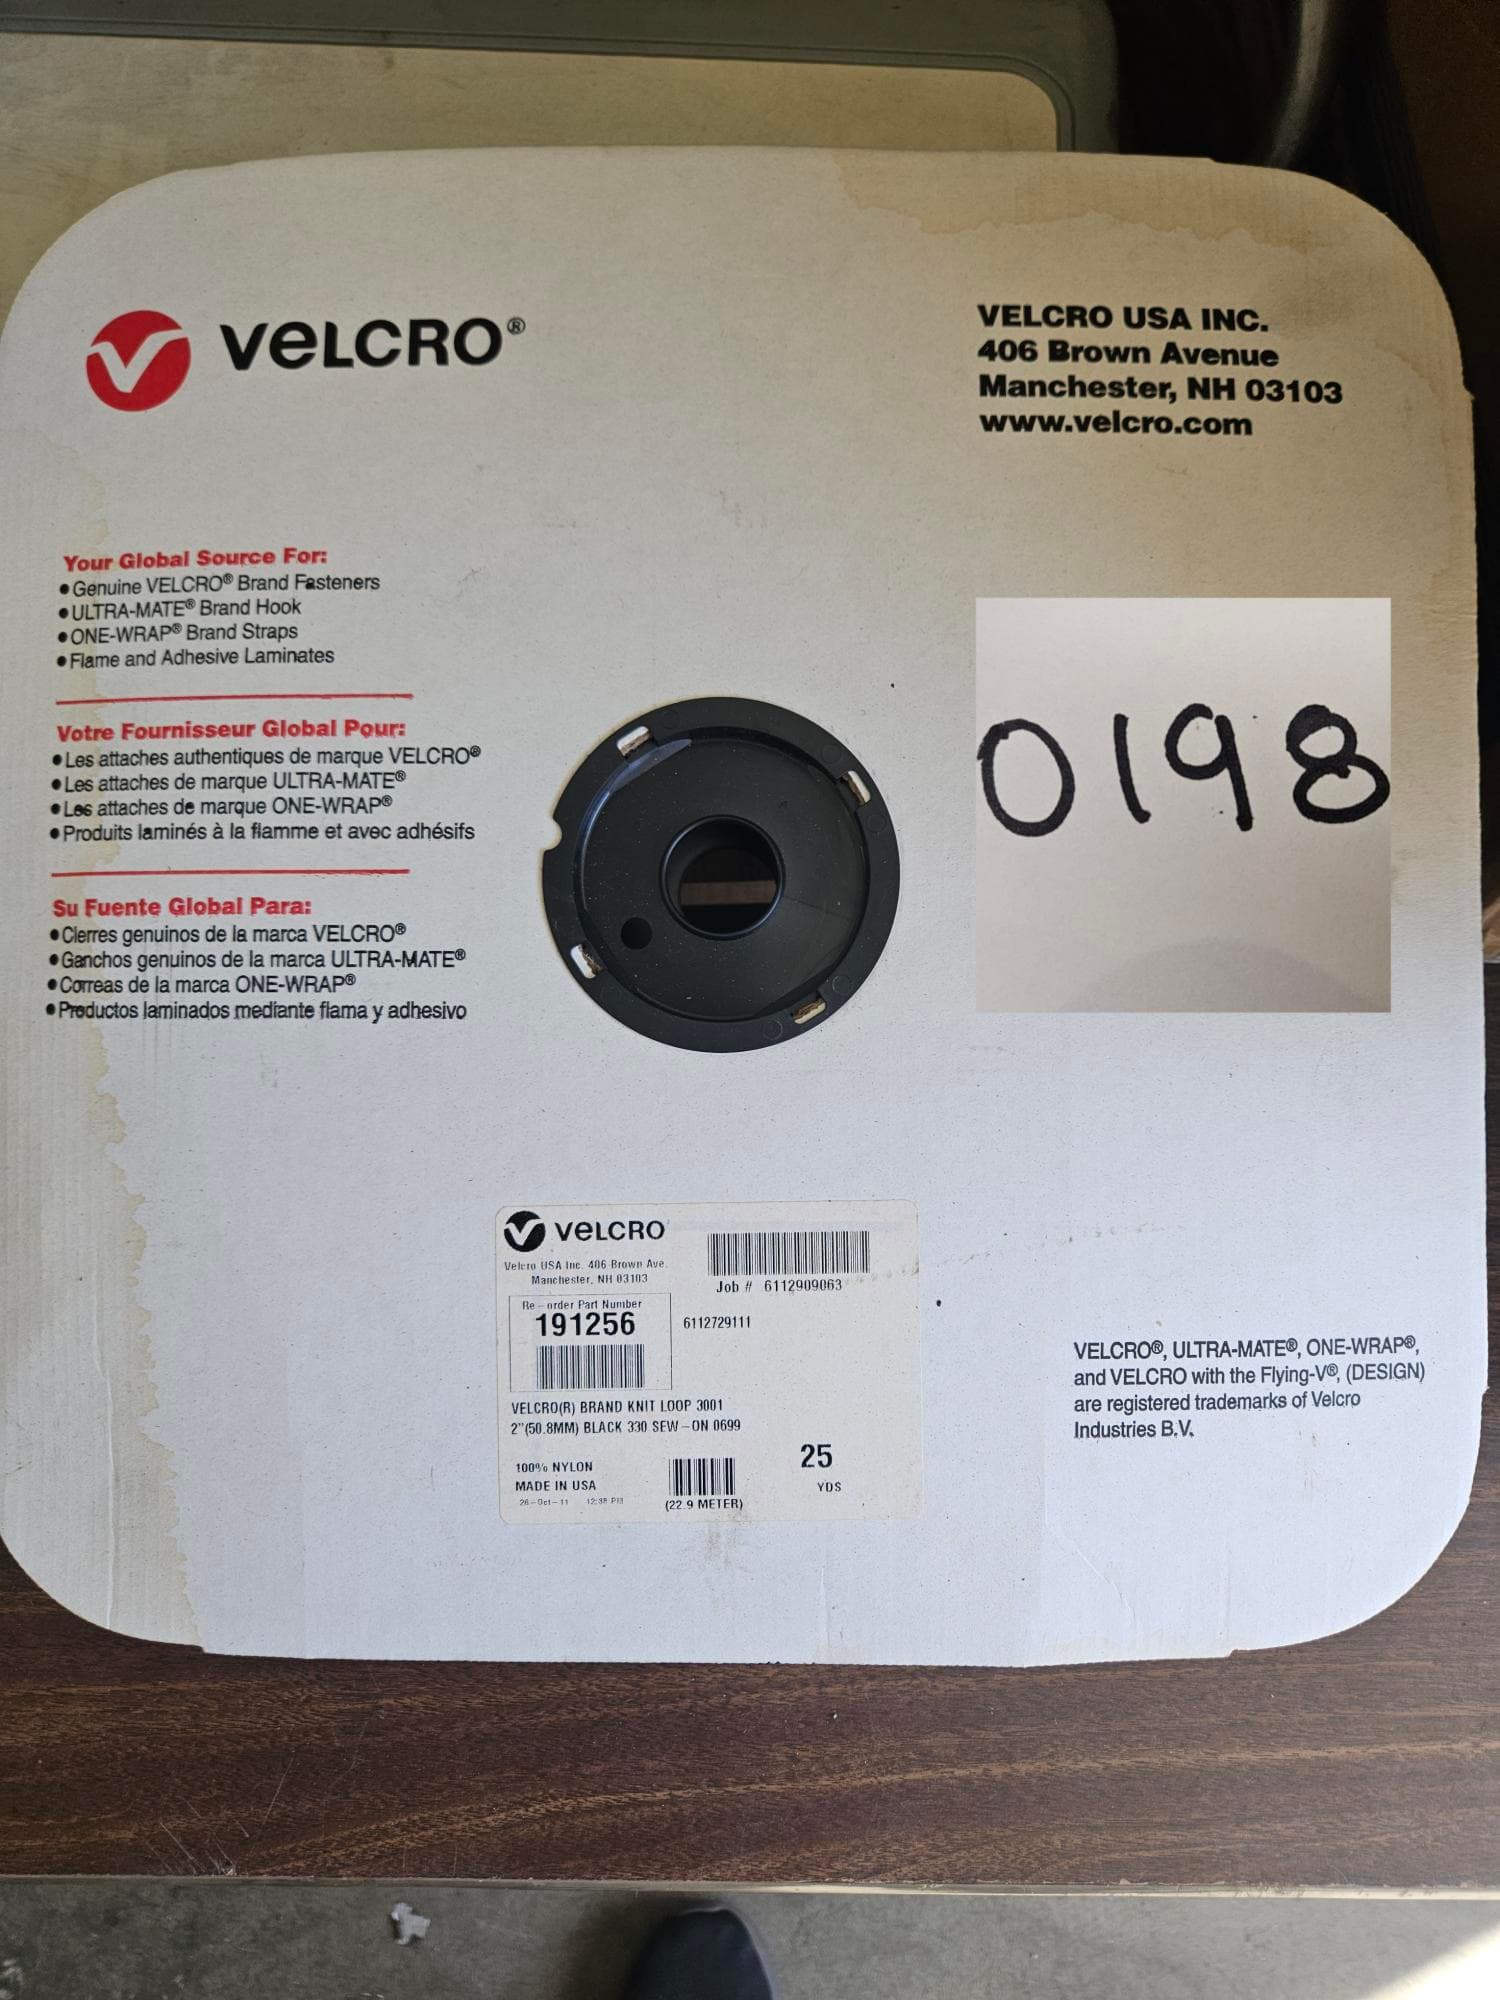 VELCRO®
VELCRO USA INC.
406 Brown Avenue
Manchester, NH 03103
www.velcro.com
Your Global Source For:
• Genuine VELCRO® Brand Fasteners
• ULTRA-MATE® Brand Hook
• ONE-WRAP® Brand Straps
• Flame and Adhesive Laminates
Votre Fournisseur Global Pour:
• Les attaches authentiques de marque VELCRO®
• Les attaches de marque ULTRA-MATE®
• Les attaches de marque ONE-WRAP®
• Produits laminés à la flamme et avec adhésifs
Su Fuente Global Para:
• Cierres genuinos de la marca VELCRO®
• Ganchos genuinos de la marca ULTRA-MATE®
• Correas de la marca ONE-WRAP®
• Productos laminados mediante flama y adhesivo
0198
VELCRO
Velcro USA Inc. 406 Brown Ave.
Manchester, NH 03103
Job # 6112909063
Re-order Part Number
191256
6112729111
VELCRO(R) BRAND KNIT LOOP 3001
2"(50.8MM) BLACK 330 SEW-ON 0699
100% NYLON
MADE IN USA
26-Oct-11 12:38 PM
(22.9 METER)
25
YDS
VELCRO®, ULTRA-MATE®, ONE-WRAP®,
and VELCRO with the Flying-V®, (DESIGN)
are registered trademarks of Velcro
Industries B.V.